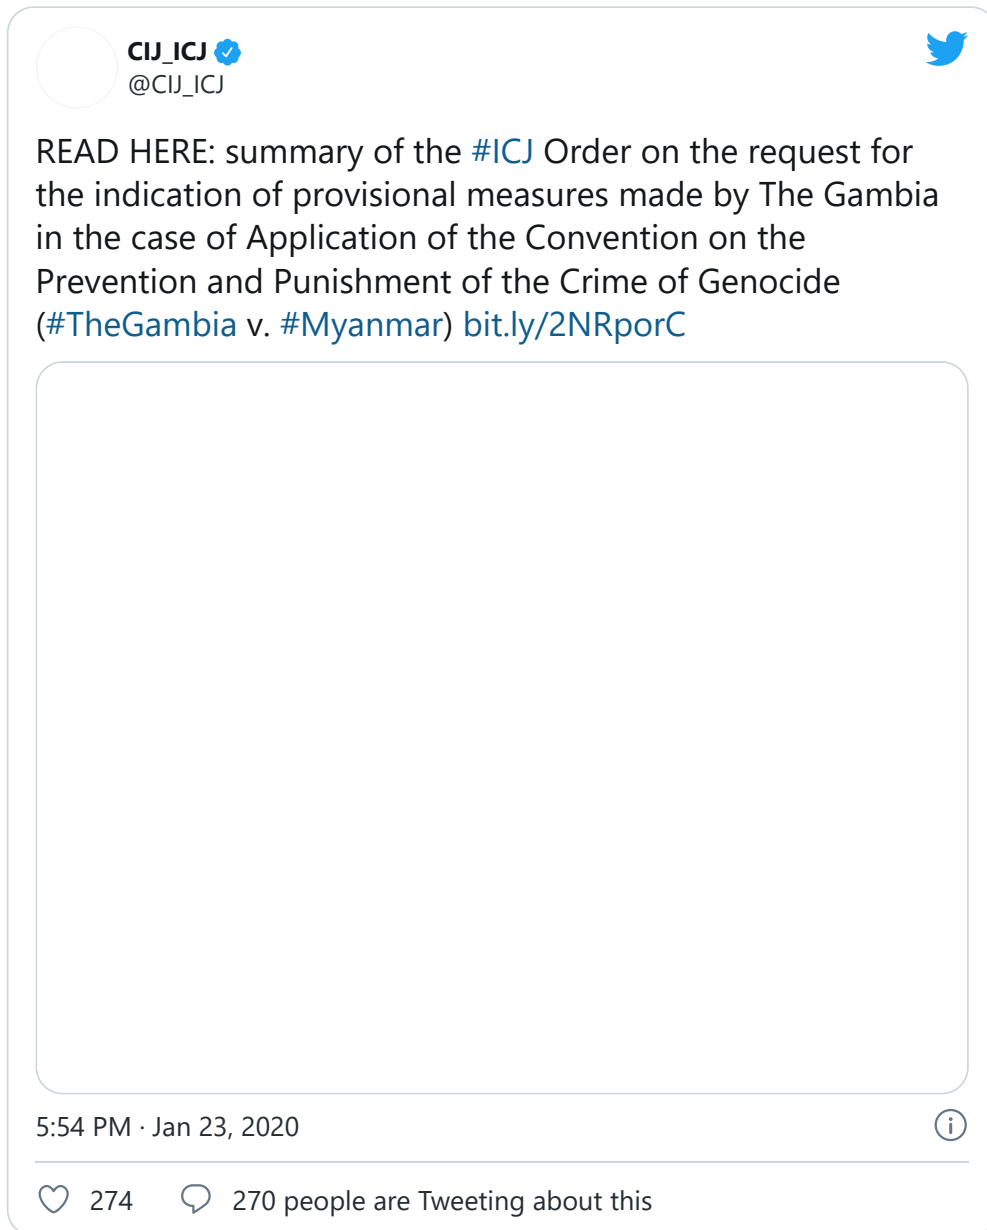 CIJ_ICJ
@CIJ_ICJ
READ HERE: summary of the #ICJ Order on the request for
the indication of provisional measures made by The Gambia
in the case of Application of the Convention on the
Prevention and Punishment of the Crime of Genocide
(#TheGambia v. #Myanmar) bit.ly/2NRporC
5:54 PM · Jan 23, 2020
274 270 people are Tweeting about this